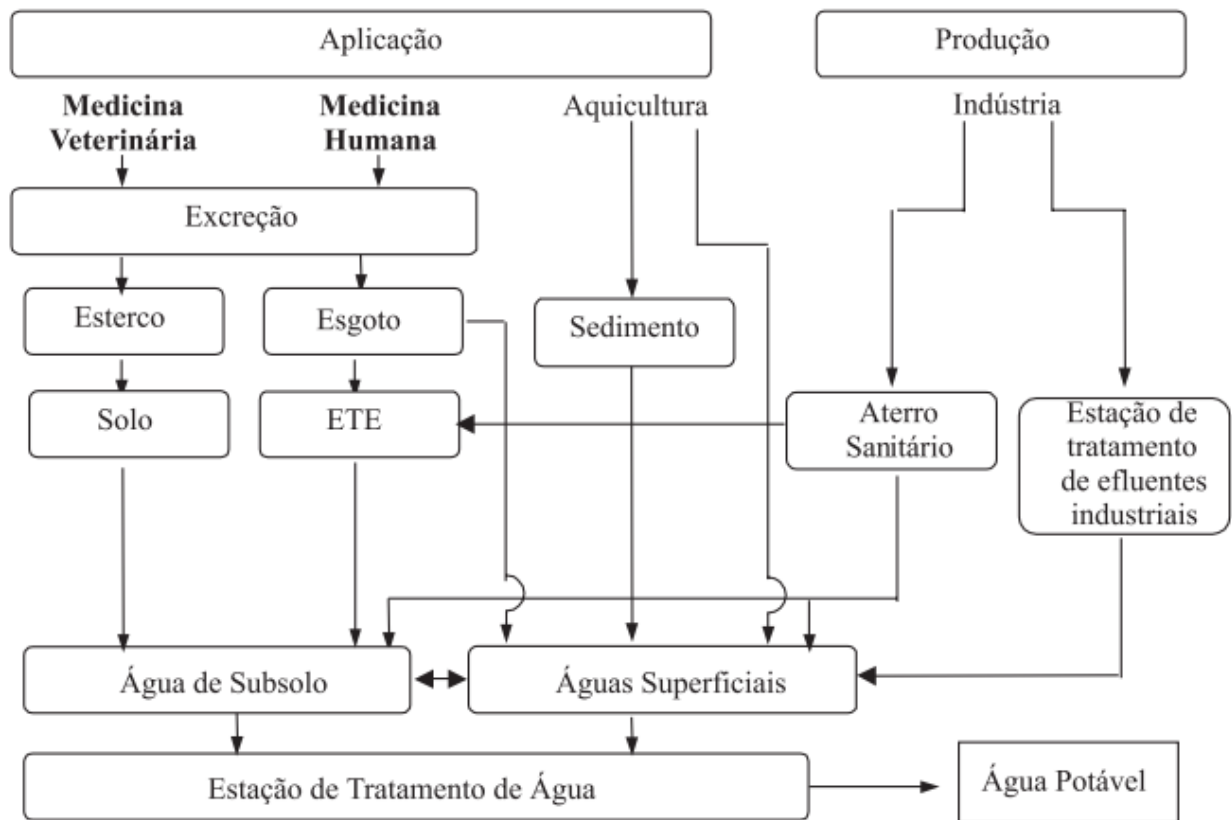 Aplicação
Produção
Medicina
Veterinária
Medicina
Humana
Aquicultura
Indústria
Excreção
Esterco
Esgoto
Sedimento
Solo
ETE
Aterro
Sanitário
Estação de
tratamento
de efluentes
industriais
Água de Subsolo
Águas Superficiais
Estação de Tratamento de Água
Água Potável